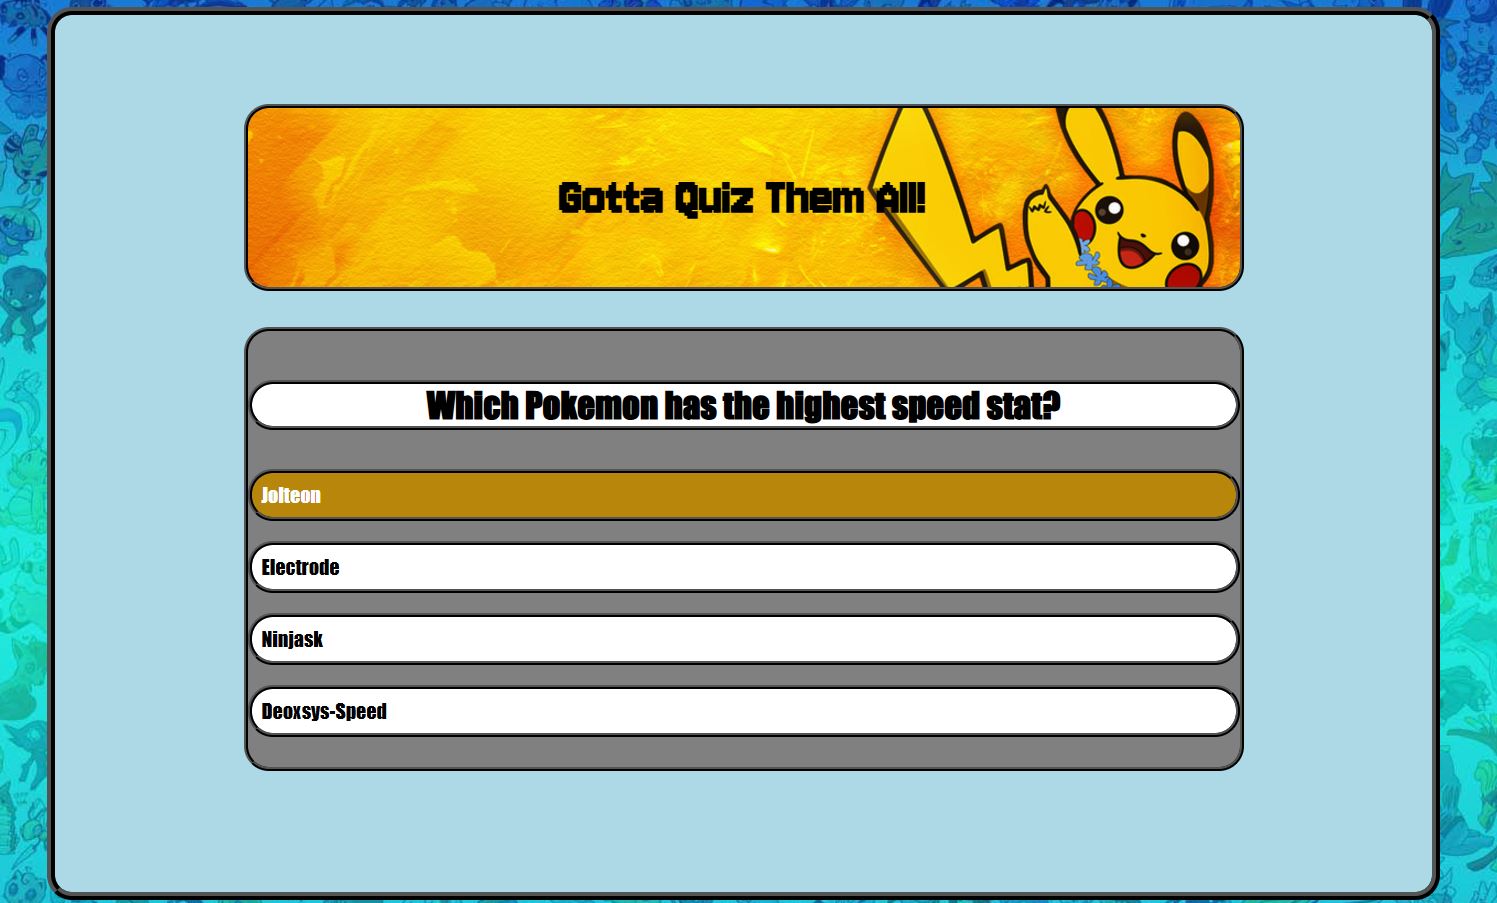 Gotta Quiz Them All!
Which Pokemon has the highest speed stat?
Jolteon
Electrode
Ninjask
Deoxsys-Speed